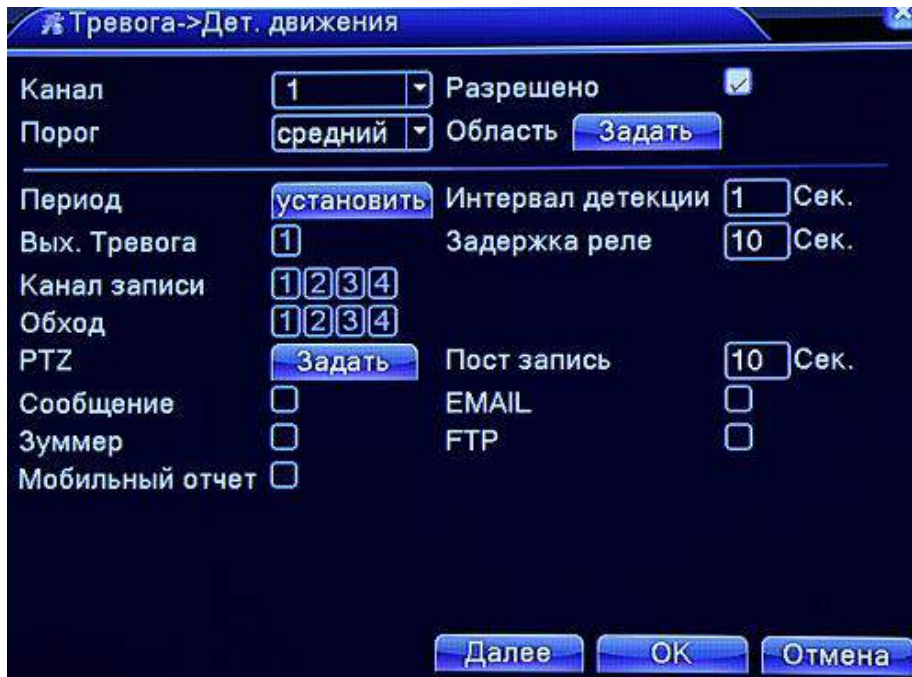 Тревога->Дет. движения
Канал 1 Разрешено
Порог средний Область Задать
Период установить Интервал детекции 1 Сек.
Вых. Тревога 1 Задержка реле 10 Сек.
Канал записи 1 2 3 4
Обход 1 2 3 4
PTZ Задать Пост запись 10 Сек.
Сообщение EMAIL
Зуммер FTP
Мобильный отчет
Далее OK Отмена